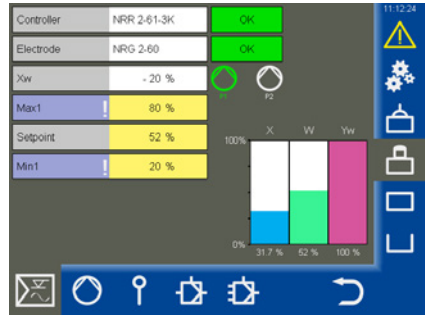 11:12:24
Controller NRR 2-61-3K OK
Electrode NRG 2-60 OK
Xw - 20 %
P1 P2
Max1 ! 80 %
Setpoint 52 %
Min1 ! 20 %
X W Yw
100%
0%
31.7 % 52 % 100 %